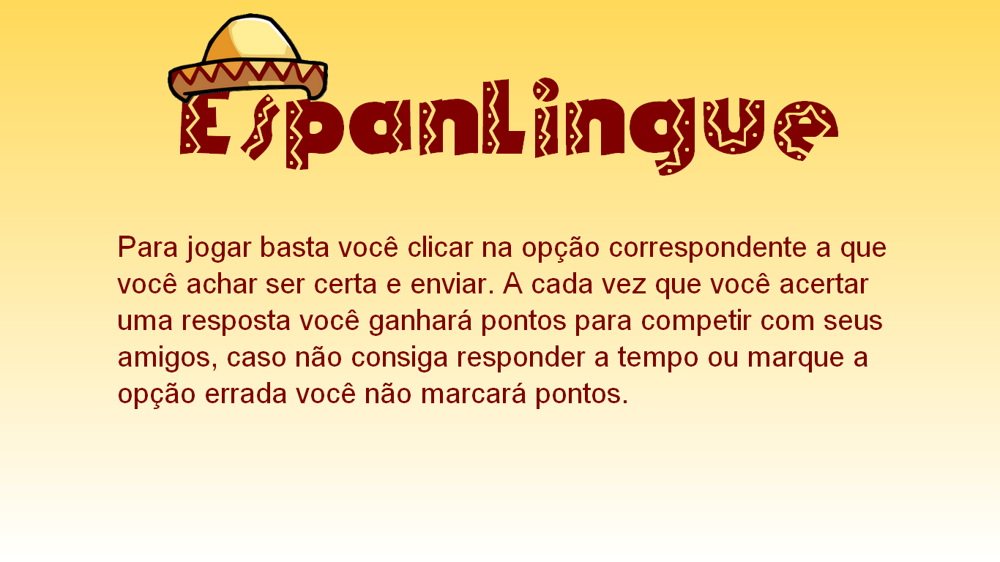 EspanLingue
Para jogar basta você clicar na opção correspondente a que
você achar ser certa e enviar. A cada vez que você acertar
uma resposta você ganhará pontos para competir com seus
amigos, caso não consiga responder a tempo ou marque a
opção errada você não marcará pontos.